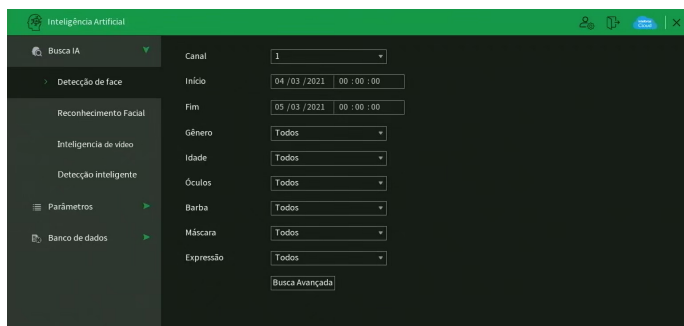 Inteligência Artificial
Busca IA
Detecção de face
Reconhecimento Facial
Inteligencia de vídeo
Detecção inteligente
Parâmetros
Banco de dados
Canal 1
Início 04 /03 /2021 00 :00 :00
Fim 05 /03 /2021 00 :00 :00
Gênero Todos
Idade Todos
Óculos Todos
Barba Todos
Máscara Todos
Expressão Todos
Busca Avançada